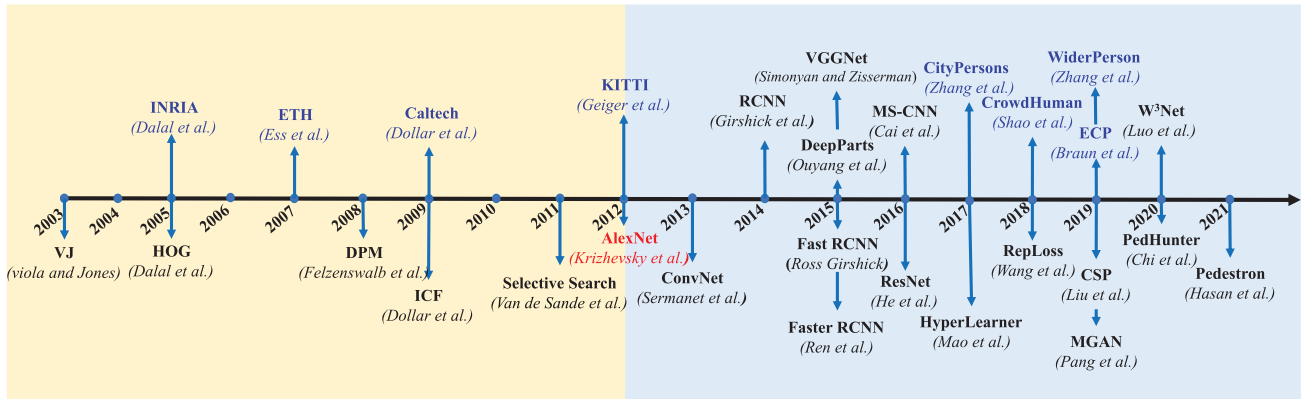 VJ
(viola and Jones)
INRIA
(Dalal et al.)
HOG
(Dalal et al.)
ETH
(Ess et al.)
DPM
(Felzenswalb et al.)
Caltech
(Dollar et al.)
ICF
(Dollar et al.)
Selective Search
(Van de Sande et al.)
KITTI
(Geiger et al.)
AlexNet
(Krizhevsky et al.)
ConvNet
(Sermanet et al.)
RCNN
(Girshick et al.)
VGGNet
(Simonyan and Zisserman)
DeepParts
(Ouyang et al.)
Fast RCNN
(Ross Girshick)
Faster RCNN
(Ren et al.)
MS-CNN
(Cai et al.)
ResNet
(He et al.)
CityPersons
(Zhang et al.)
HyperLearner
(Mao et al.)
CrowdHuman
(Shao et al.)
RepLoss
(Wang et al.)
WiderPerson
(Zhang et al.)
ECP
(Braun et al.)
CSP
(Liu et al.)
MGAN
(Pang et al.)
W³Net
(Luo et al.)
PedHunter
(Chi et al.)
Pedestron
(Hasan et al.)
2003
2004
2005
2006
2007
2008
2009
2010
2011
2012
2013
2014
2015
2016
2017
2018
2019
2020
2021